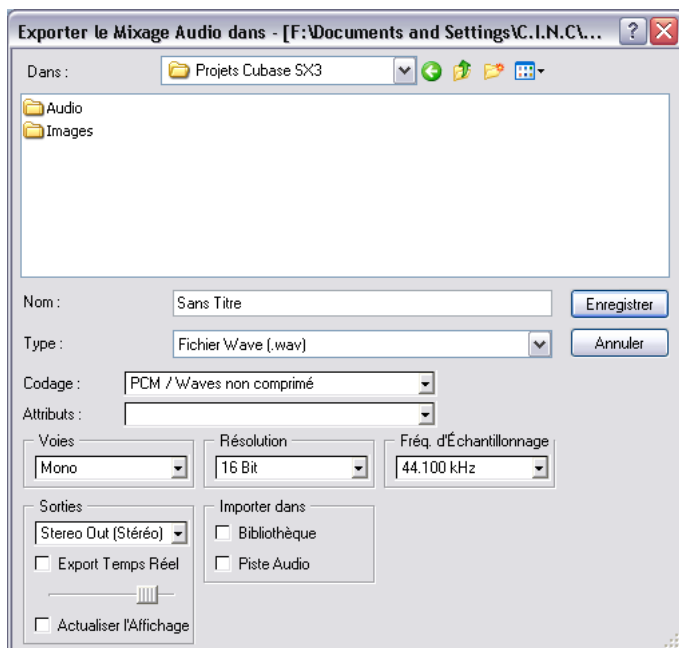 Exporter le Mixage Audio dans - [F:\Documents and Settings\C.I.N.C\...
Dans :
Projets Cubase SX3
Audio
Images
Nom :
Sans Titre
Enregistrer
Type :
Fichier Wave (.wav)
Annuler
Codage :
PCM / Waves non comprimé
Attributs :
Voies
Résolution
Fréq. d'Échantillonnage
Mono
16 Bit
44.100 kHz
Sorties
Importer dans
Stereo Out (Stéréo)
Bibliothèque
Export Temps Réel
Piste Audio
Actualiser l'Affichage